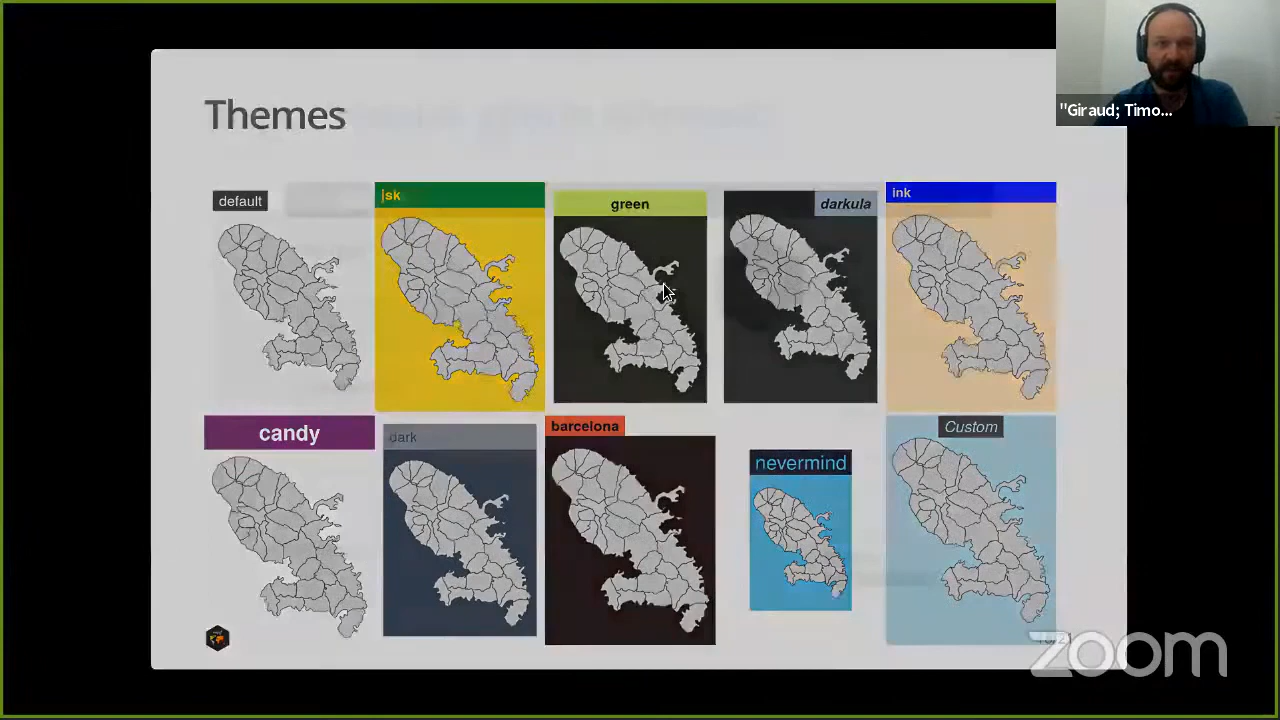 "Giraud; Timo...
Themes
default
jsk
green
darkula
ink
candy
dark
barcelona
nevermind
Custom
zoom